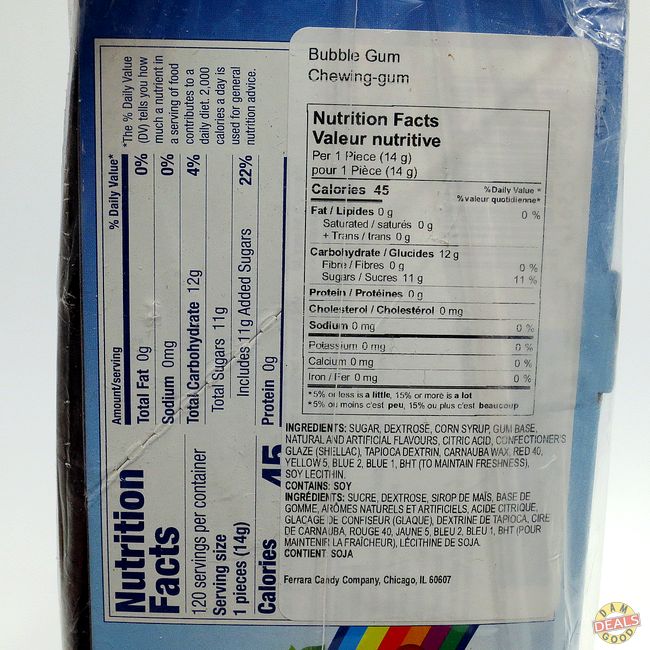 Bubble Gum
Chewing-gum
Nutrition Facts
Valeur nutritive
Per 1 Piece (14 g)
pour 1 Pièce (14 g)
Calories 45
% Daily Value *
% valeur quotidienne*
Fat / Lipides 0 g 0 %
Saturated / saturés 0 g
+ Trans / trans 0 g
Carbohydrate / Glucides 12 g
Fibre / Fibres 0 g 0 %
Sugars / Sucres 11 g 11 %
Protein / Protéines 0 g
Cholesterol / Cholestérol 0 mg
Sodium 0 mg 0 %
Potassium 0 mg 0 %
Calcium 0 mg 0 %
Iron / Fer 0 mg 0 %
*5% or less is a little, 15% or more is a lot
*5% ou moins c'est peu, 15% ou plus c'est beaucoup
INGREDIENTS: SUGAR, DEXTROSE, CORN SYRUP, GUM BASE,
NATURAL AND ARTIFICIAL FLAVOURS, CITRIC ACID, CONFECTIONER'S
GLAZE (SHELLAC), TAPIOCA DEXTRIN, CARNAUBA WAX, RED 40,
YELLOW 5, BLUE 2, BLUE 1, BHT (TO MAINTAIN FRESHNESS),
SOY LECITHIN.
CONTAINS: SOY
INGRÉDIENTS: SUCRE, DEXTROSE, SIROP DE MAÏS, BASE DE
GOMME, ARÔMES NATURELS ET ARTIFICIELS, ACIDE CITRIQUE,
GLACAGE DE CONFISEUR (GLAQUE), DEXTRINE DE TAPIOCA, CIRE
DE CARNAUBA, ROUGE 40, JAUNE 5, BLEU 2, BLEU 1, BHT (POUR
MAINTENIR LA FRAÎCHEUR), LÉCITHINE DE SOJA.
CONTIENT SOJA
Ferrara Candy Company, Chicago, IL 60607
Nutrition
Facts
120 servings per container
Serving size
1 pieces (14g)
Calories 45
Amount/serving % Daily Value*
Total Fat 0g 0%
Sodium 0mg 0%
Total Carbohydrate 12g 4%
Total Sugars 11g
Includes 11g Added Sugars 22%
Protein 0g
*The % Daily Value
(DV) tells you how
much a nutrient in
a serving of food
contributes to a
daily diet. 2,000
calories a day is
used for general
nutrition advice.
DAM
DEALS
GOOD